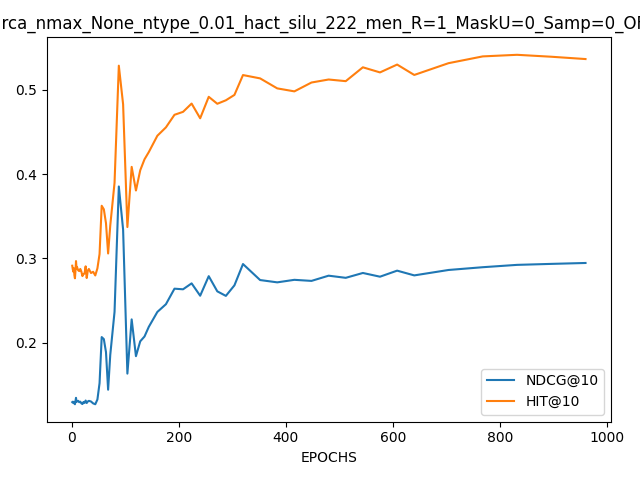 rca_nmax_None_ntype_0.01_hact_silu_222_men_R=1_MaskU=0_Samp=0_Ol
0.5
0.4
0.3
0.2
NDCG@10
HIT@10
0 200 400 600 800 1000
EPOCHS